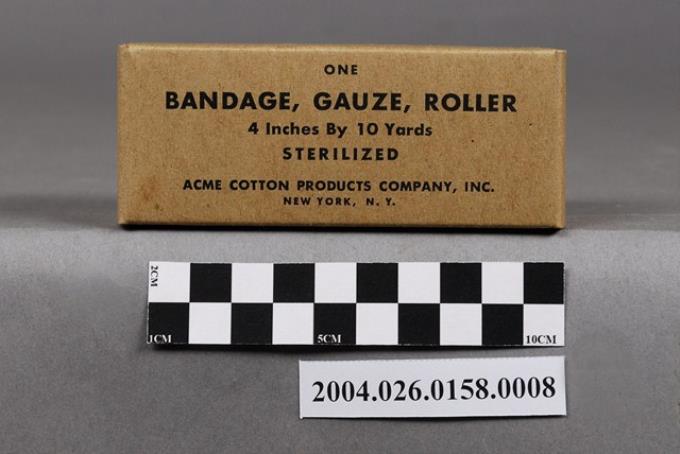 ONE
BANDAGE, GAUZE, ROLLER
4 Inches By 10 Yards
STERILIZED
ACME COTTON PRODUCTS COMPANY, INC.
NEW YORK, N. Y.
2CM
1CM 5CM 10CM
2004.026.0158.0008